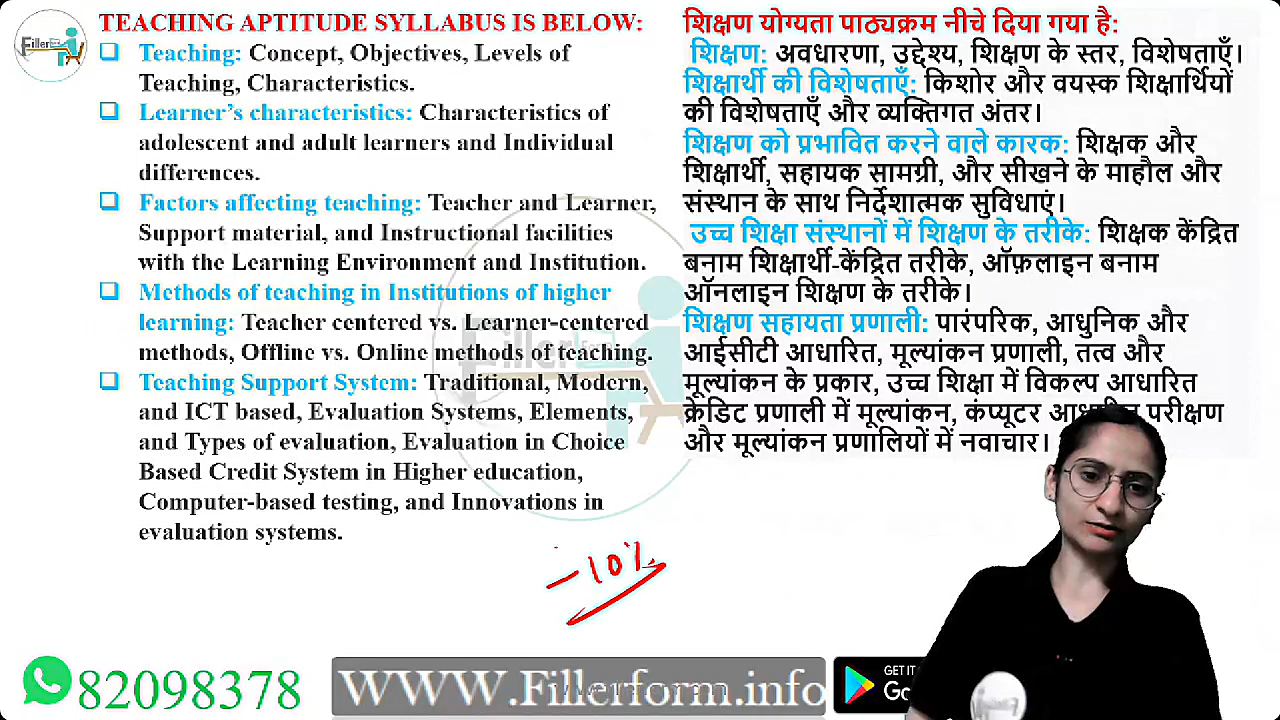 TEACHING APTITUDE SYLLABUS IS BELOW:
Teaching: Concept, Objectives, Levels of
Teaching, Characteristics.
Learner's characteristics: Characteristics of
adolescent and adult learners and Individual
differences.
Factors affecting teaching: Teacher and Learner,
Support material, and Instructional facilities
with the Learning Environment and Institution.
Methods of teaching in Institutions of higher
learning: Teacher centered vs. Learner-centered
methods, Offline vs. Online methods of teaching.
Teaching Support System: Traditional, Modern,
and ICT based, Evaluation Systems, Elements,
and Types of evaluation, Evaluation in Choice
Based Credit System in Higher education,
Computer-based testing, and Innovations in
evaluation systems.
शिक्षण योग्यता पाठ्यक्रम नीचे दिया गया है:
शिक्षण: अवधारणा, उद्देश्य, शिक्षण के स्तर, विशेषताएँ।
शिक्षार्थी की विशेषताएँ: किशोर और वयस्क शिक्षार्थियों
की विशेषताएँ और व्यक्तिगत अंतर।
शिक्षण को प्रभावित करने वाले कारक: शिक्षक और
शिक्षार्थी, सहायक सामग्री, और सीखने के माहौल और
संस्थान के साथ निर्देशात्मक सुविधाएं।
उच्च शिक्षा संस्थानों में शिक्षण के तरीके: शिक्षक केंद्रित
बनाम शिक्षार्थी-केंद्रित तरीके, ऑफ़लाइन बनाम
ऑनलाइन शिक्षण के तरीके।
शिक्षण सहायता प्रणाली: पारंपरिक, आधुनिक और
आईसीटी आधारित, मूल्यांकन प्रणाली, तत्व और
मूल्यांकन के प्रकार, उच्च शिक्षा में विकल्प आधारित
क्रेडिट प्रणाली में मूल्यांकन, कंप्यूटर आधारित परीक्षण
और मूल्यांकन प्रणालियों में नवाचार।
- 10%
82098378
WWW.Fillerform.info
GET IT